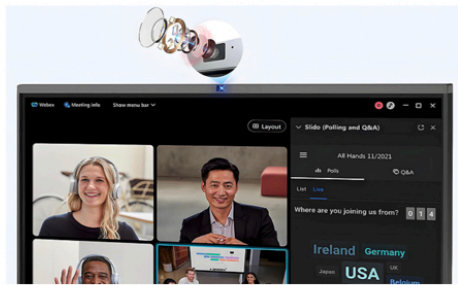 Webex Meeting info Show menu bar
Layout
Slido (Polling and Q&A)
All Hands 11/2021
Polls Q&A
List Live
Where are you joining us from? 0 1 4
Ireland Germany
Japan USA UK
Belgium